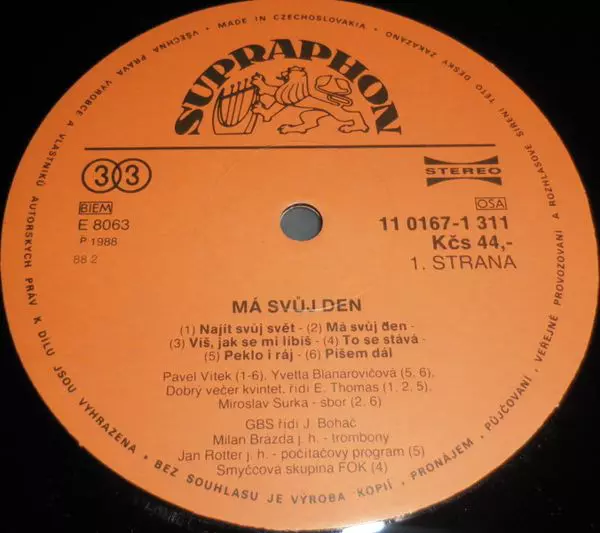 SUPRAPHON
MADE IN CZECHOSLOVAKIA • VŠECHNA PRÁVA VÝROBCE A VLASTNÍKŮ AUTORSKÝCH PRÁV K DÍLU JSOU VYHRAZENA • BEZ SOUHLASU JE VÝROBA KOPIÍ, PRONÁJEM, PŮJČOVÁNÍ, VEŘEJNÉ PROVOZOVÁNÍ A ROZHLASOVÉ ŠÍŘENÍ TÉTO DESKY ZAKÁZÁNO
33
STEREO
BIEM
OSA
E 8063
11 0167-1 311
P 1988
Kčs 44,-
88 2
1. STRANA
MÁ SVŮJ DEN
(1) Najít svůj svět - (2) Má svůj den -
(3) Víš, jak se mi líbíš - (4) To se stává -
(5) Peklo i ráj - (6) Píšem dál
Pavel Vítek (1-6), Yvetta Blanarovičová (5, 6),
Dobrý večer kvintet, řídí E. Thomas (1, 2, 5),
Miroslav Surka - sbor (2, 6)
GBS řídí J. Boháč
Milan Brázda j. h. - trombony
Jan Rotter j. h. - počítačový program (5)
Smyčcová skupina FOK (4)